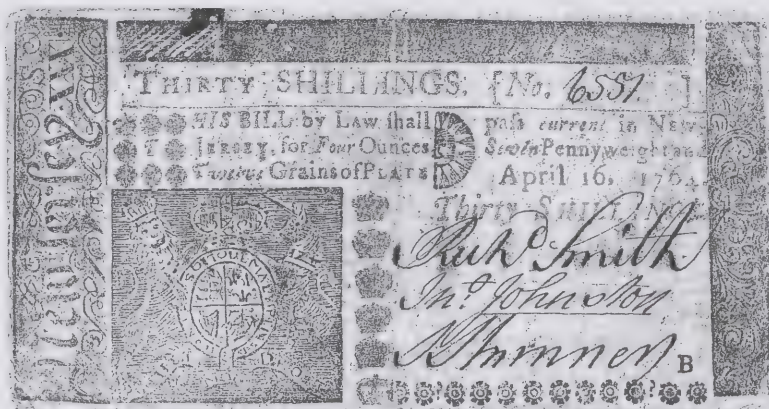 THIRTY SHILLINGS. [No. 6551.]
THIS BILL by Law shall pass current in New-
JERSEY, for Four Ounces Seven Pennyweight and
Twelve Grains of PLATE April 16, 1764
Thirty SHILLINGS
Richd Smith
Jno Johnston
B